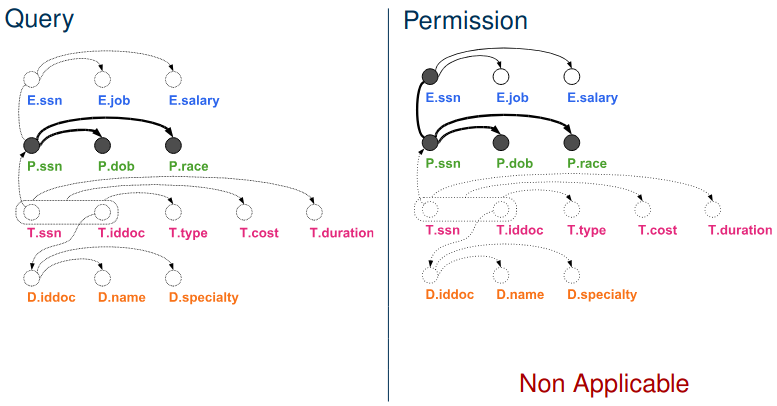 Query
E.ssn E.job E.salary
P.ssn P.dob P.race
T.ssn T.iddoc T.type T.cost T.duration
D.iddoc D.name D.specialty
Permission
E.ssn E.job E.salary
P.ssn P.dob P.race
T.ssn T.iddoc T.type T.cost T.duration
D.iddoc D.name D.specialty
Non Applicable